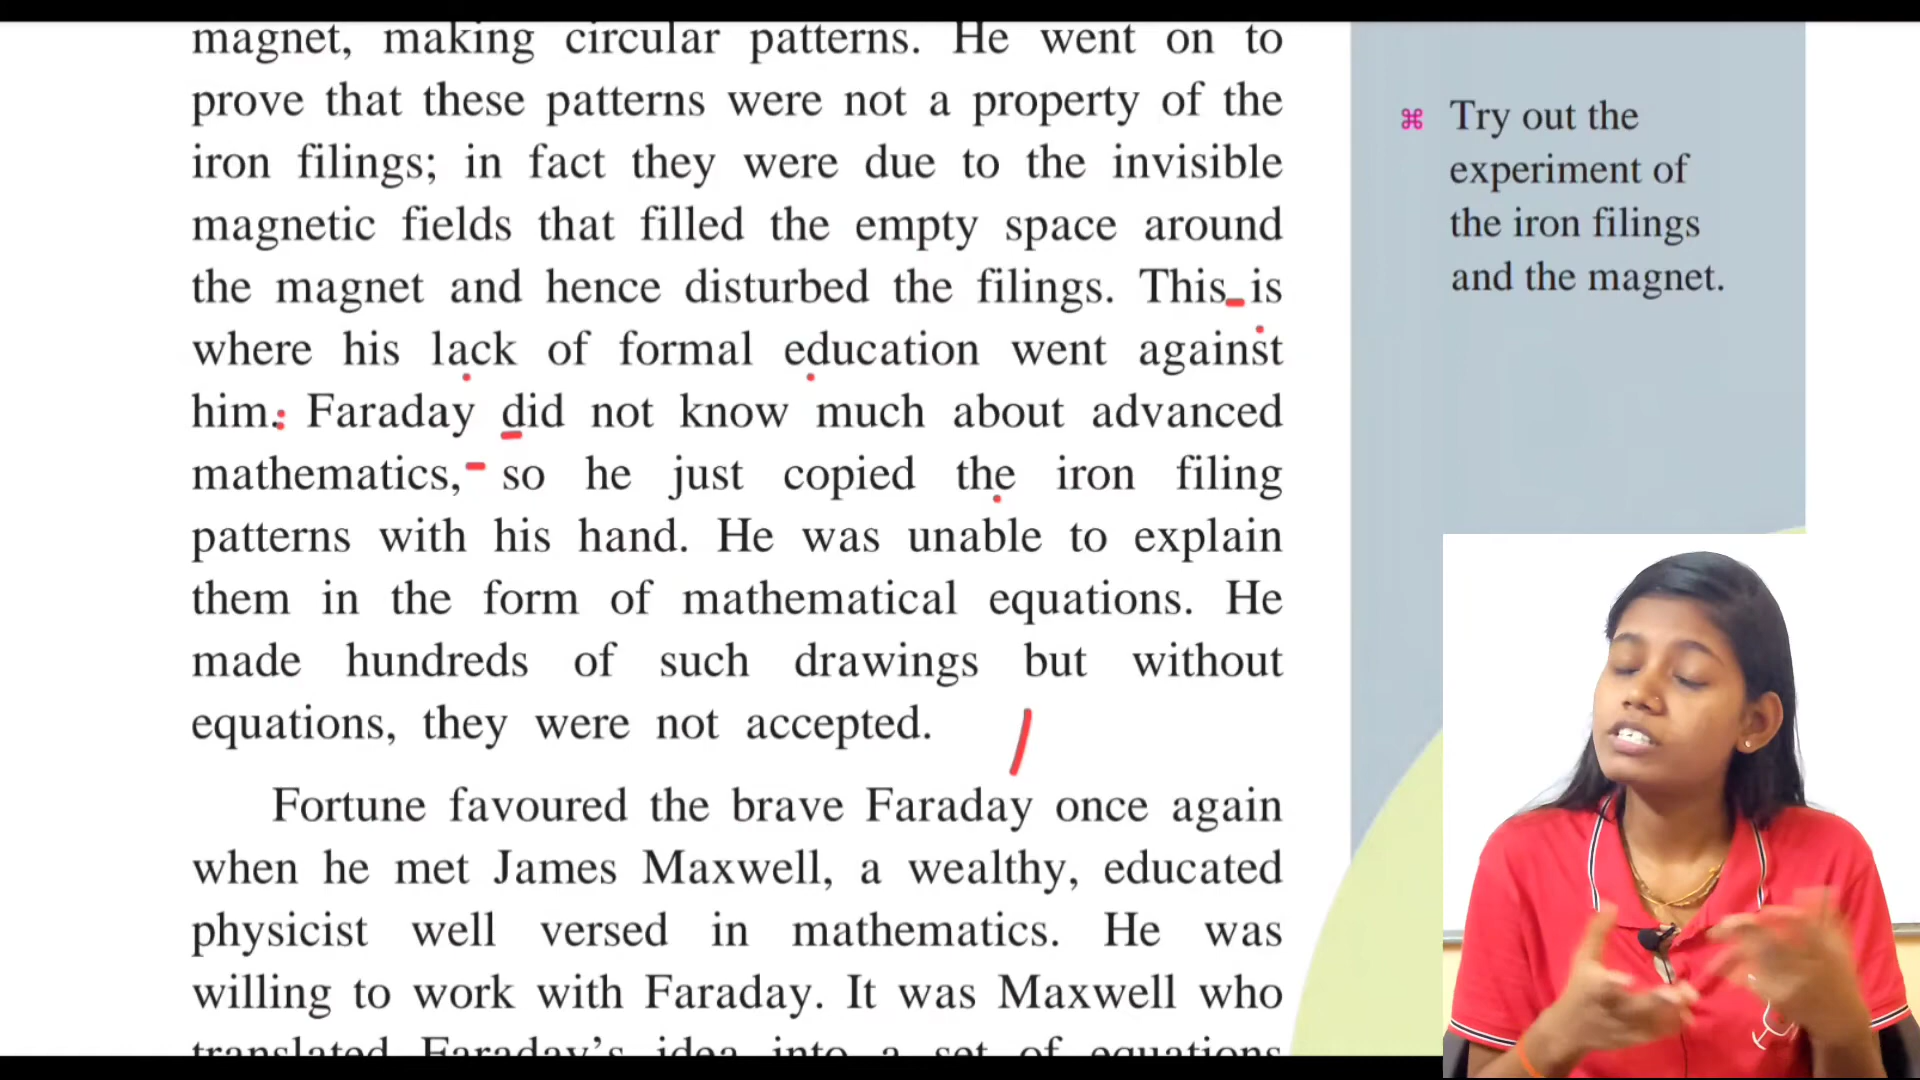 magnet, making circular patterns. He went on to
prove that these patterns were not a property of the
iron filings; in fact they were due to the invisible
magnetic fields that filled the empty space around
the magnet and hence disturbed the filings. This is
where his lack of formal education went against
him. Faraday did not know much about advanced
mathematics, so he just copied the iron filing
patterns with his hand. He was unable to explain
them in the form of mathematical equations. He
made hundreds of such drawings but without
equations, they were not accepted.
Fortune favoured the brave Faraday once again
when he met James Maxwell, a wealthy, educated
physicist well versed in mathematics. He was
willing to work with Faraday. It was Maxwell who
translated Faraday's idea into a set of equations
⌘ Try out the
experiment of
the iron filings
and the magnet.